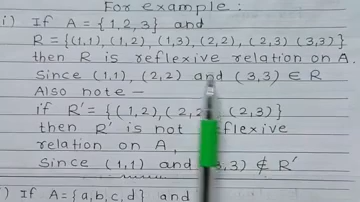 For example:
i) If A = {1,2,3} and
R = {(1,1), (1,2), (1,3), (2,2), (2,3) (3,3)}
then R is reflexive relation on A.
Since (1,1), (2,2) and (3,3) ∈ R
Also note –
if R' = {(1,2), (2,2) (2,3)}
then R' is not
relation on A,
Since (1,1) and ∉ R'
) If A = {a,b,c,d} and